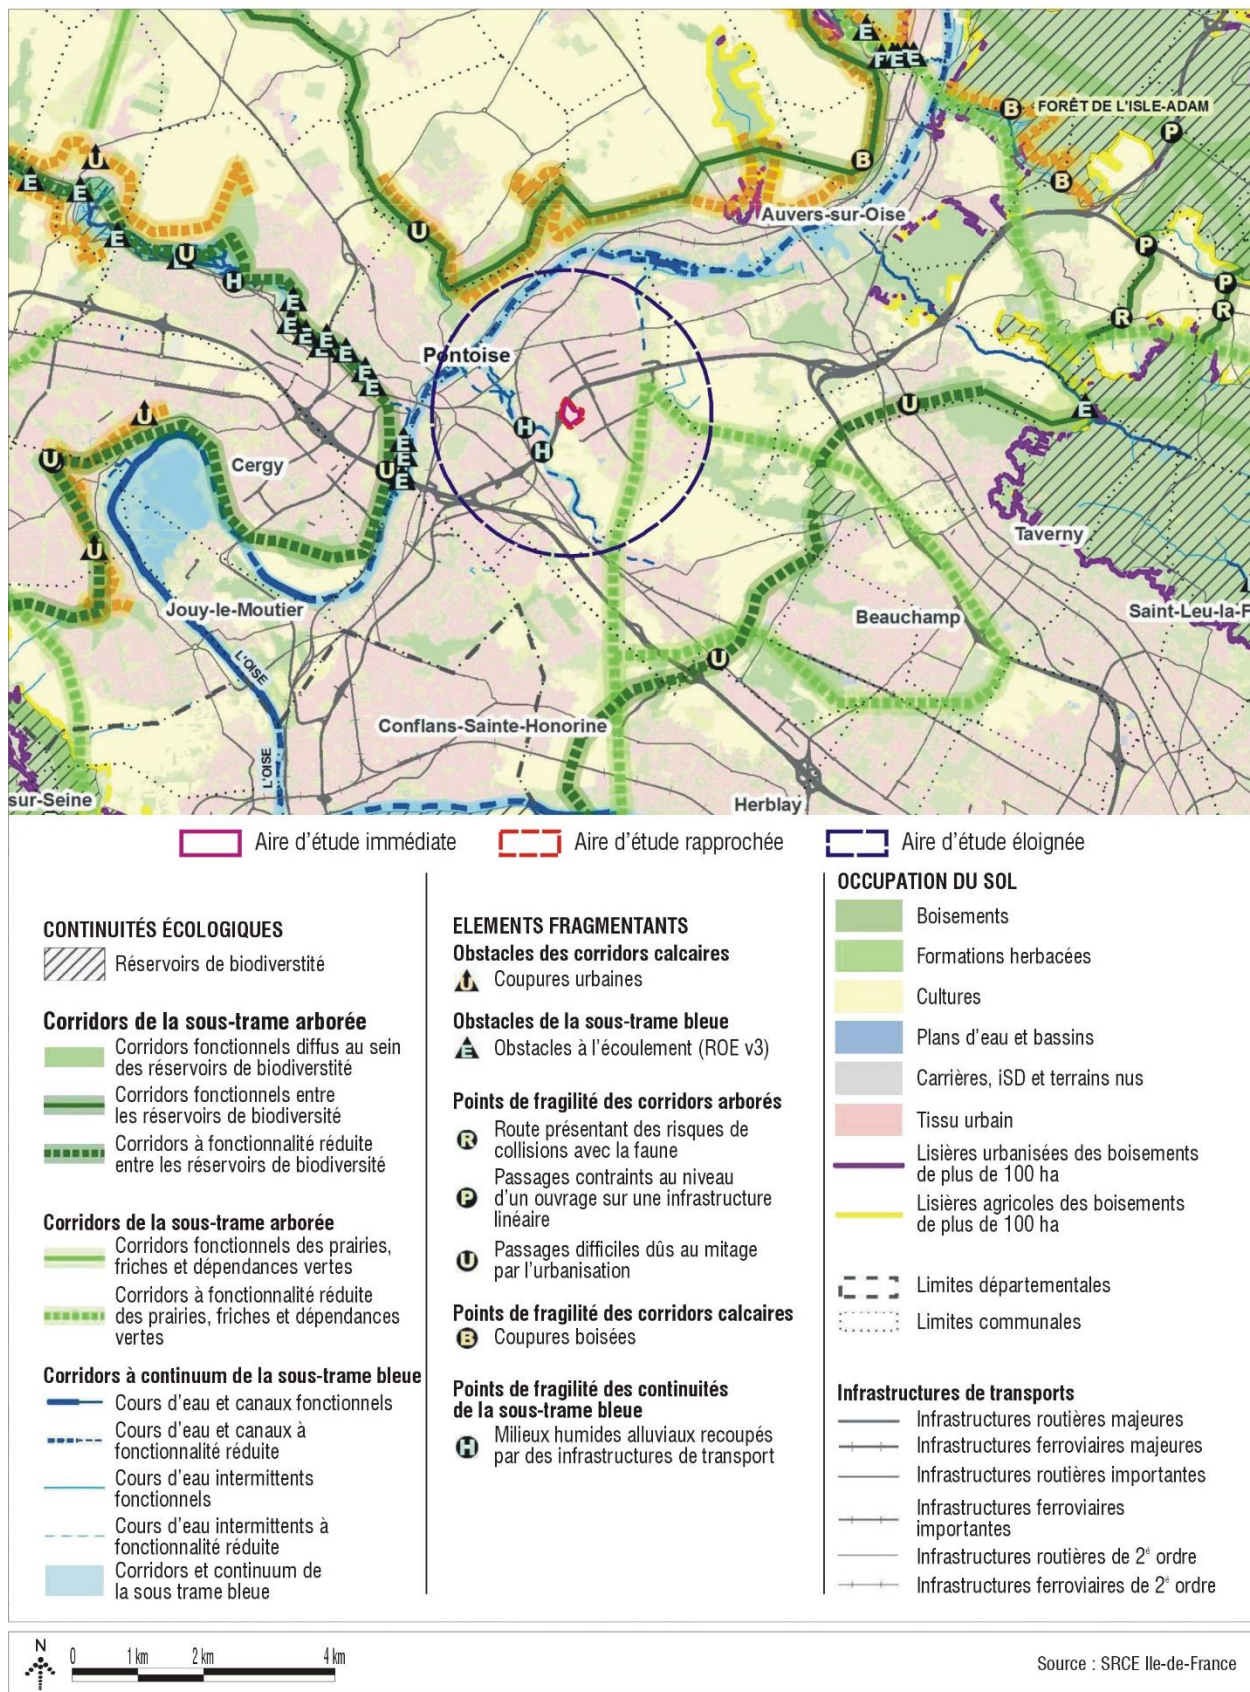 E
F
E
E
B
FORÊT DE L'ISLE-ADAM
P
U
E
E
B
B
Auvers-sur-Oise
U
E
U
P
H
P
E
E
R
R
E
E
E
Pontoise
E
E
U
E
U
H
E
H
Cergy
E
U
U
E
E
Taverny
U
Jouy-le-Moutier
Beauchamp
Saint-Leu-la-F
L'OISE
U
Conflans-Sainte-Honorine
L'OISE
sur-Seine
Herblay
Aire d'étude immédiate
Aire d'étude rapprochée
Aire d'étude éloignée
CONTINUITÉS ÉCOLOGIQUES
Réservoirs de biodiverstité
Corridors de la sous-trame arborée
Corridors fonctionnels diffus au sein
des réservoirs de biodiverstité
Corridors fonctionnels entre
les réservoirs de biodiversité
Corridors à fonctionnalité réduite
entre les réservoirs de biodiversité
Corridors de la sous-trame arborée
Corridors fonctionnels des prairies,
friches et dépendances vertes
Corridors à fonctionnalité réduite
des prairies, friches et dépendances
vertes
Corridors à continuum de la sous-trame bleue
Cours d'eau et canaux fonctionnels
Cours d'eau et canaux à
fonctionnalité réduite
Cours d'eau intermittents
fonctionnels
Cours d'eau intermittents à
fonctionnalité réduite
Corridors et continuum de
la sous trame bleue
ELEMENTS FRAGMENTANTS
Obstacles des corridors calcaires
U
Coupures urbaines
Obstacles de la sous-trame bleue
E
Obstacles à l'écoulement (ROE v3)
Points de fragilité des corridors arborés
R
Route présentant des risques de
collisions avec la faune
P
Passages contraints au niveau
d'un ouvrage sur une infrastructure
linéaire
U
Passages difficiles dûs au mitage
par l'urbanisation
Points de fragilité des corridors calcaires
B
Coupures boisées
Points de fragilité des continuités
de la sous-trame bleue
H
Milieux humides alluviaux recoupés
par des infrastructures de transport
OCCUPATION DU SOL
Boisements
Formations herbacées
Cultures
Plans d'eau et bassins
Carrières, iSD et terrains nus
Tissu urbain
Lisières urbanisées des boisements
de plus de 100 ha
Lisières agricoles des boisements
de plus de 100 ha
Limites départementales
Limites communales
Infrastructures de transports
Infrastructures routières majeures
Infrastructures ferroviaires majeures
Infrastructures routières importantes
Infrastructures ferroviaires
importantes
Infrastructures routières de 2è ordre
Infrastructures ferroviaires de 2è ordre
N
0 1 km 2 km 4 km
Source : SRCE Ile-de-France